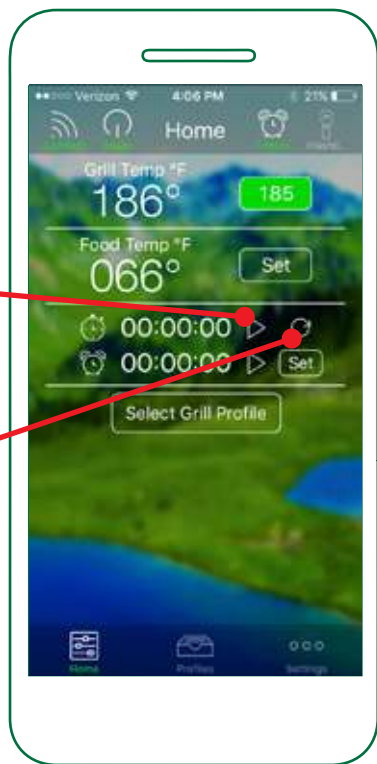 Verizon 4:06 PM 21%
Home
Grill Temp °F
186° 185
Food Temp °F
066° Set
00:00:00
00:00:00 Set
Select Grill Profile
Home Profiles Settings